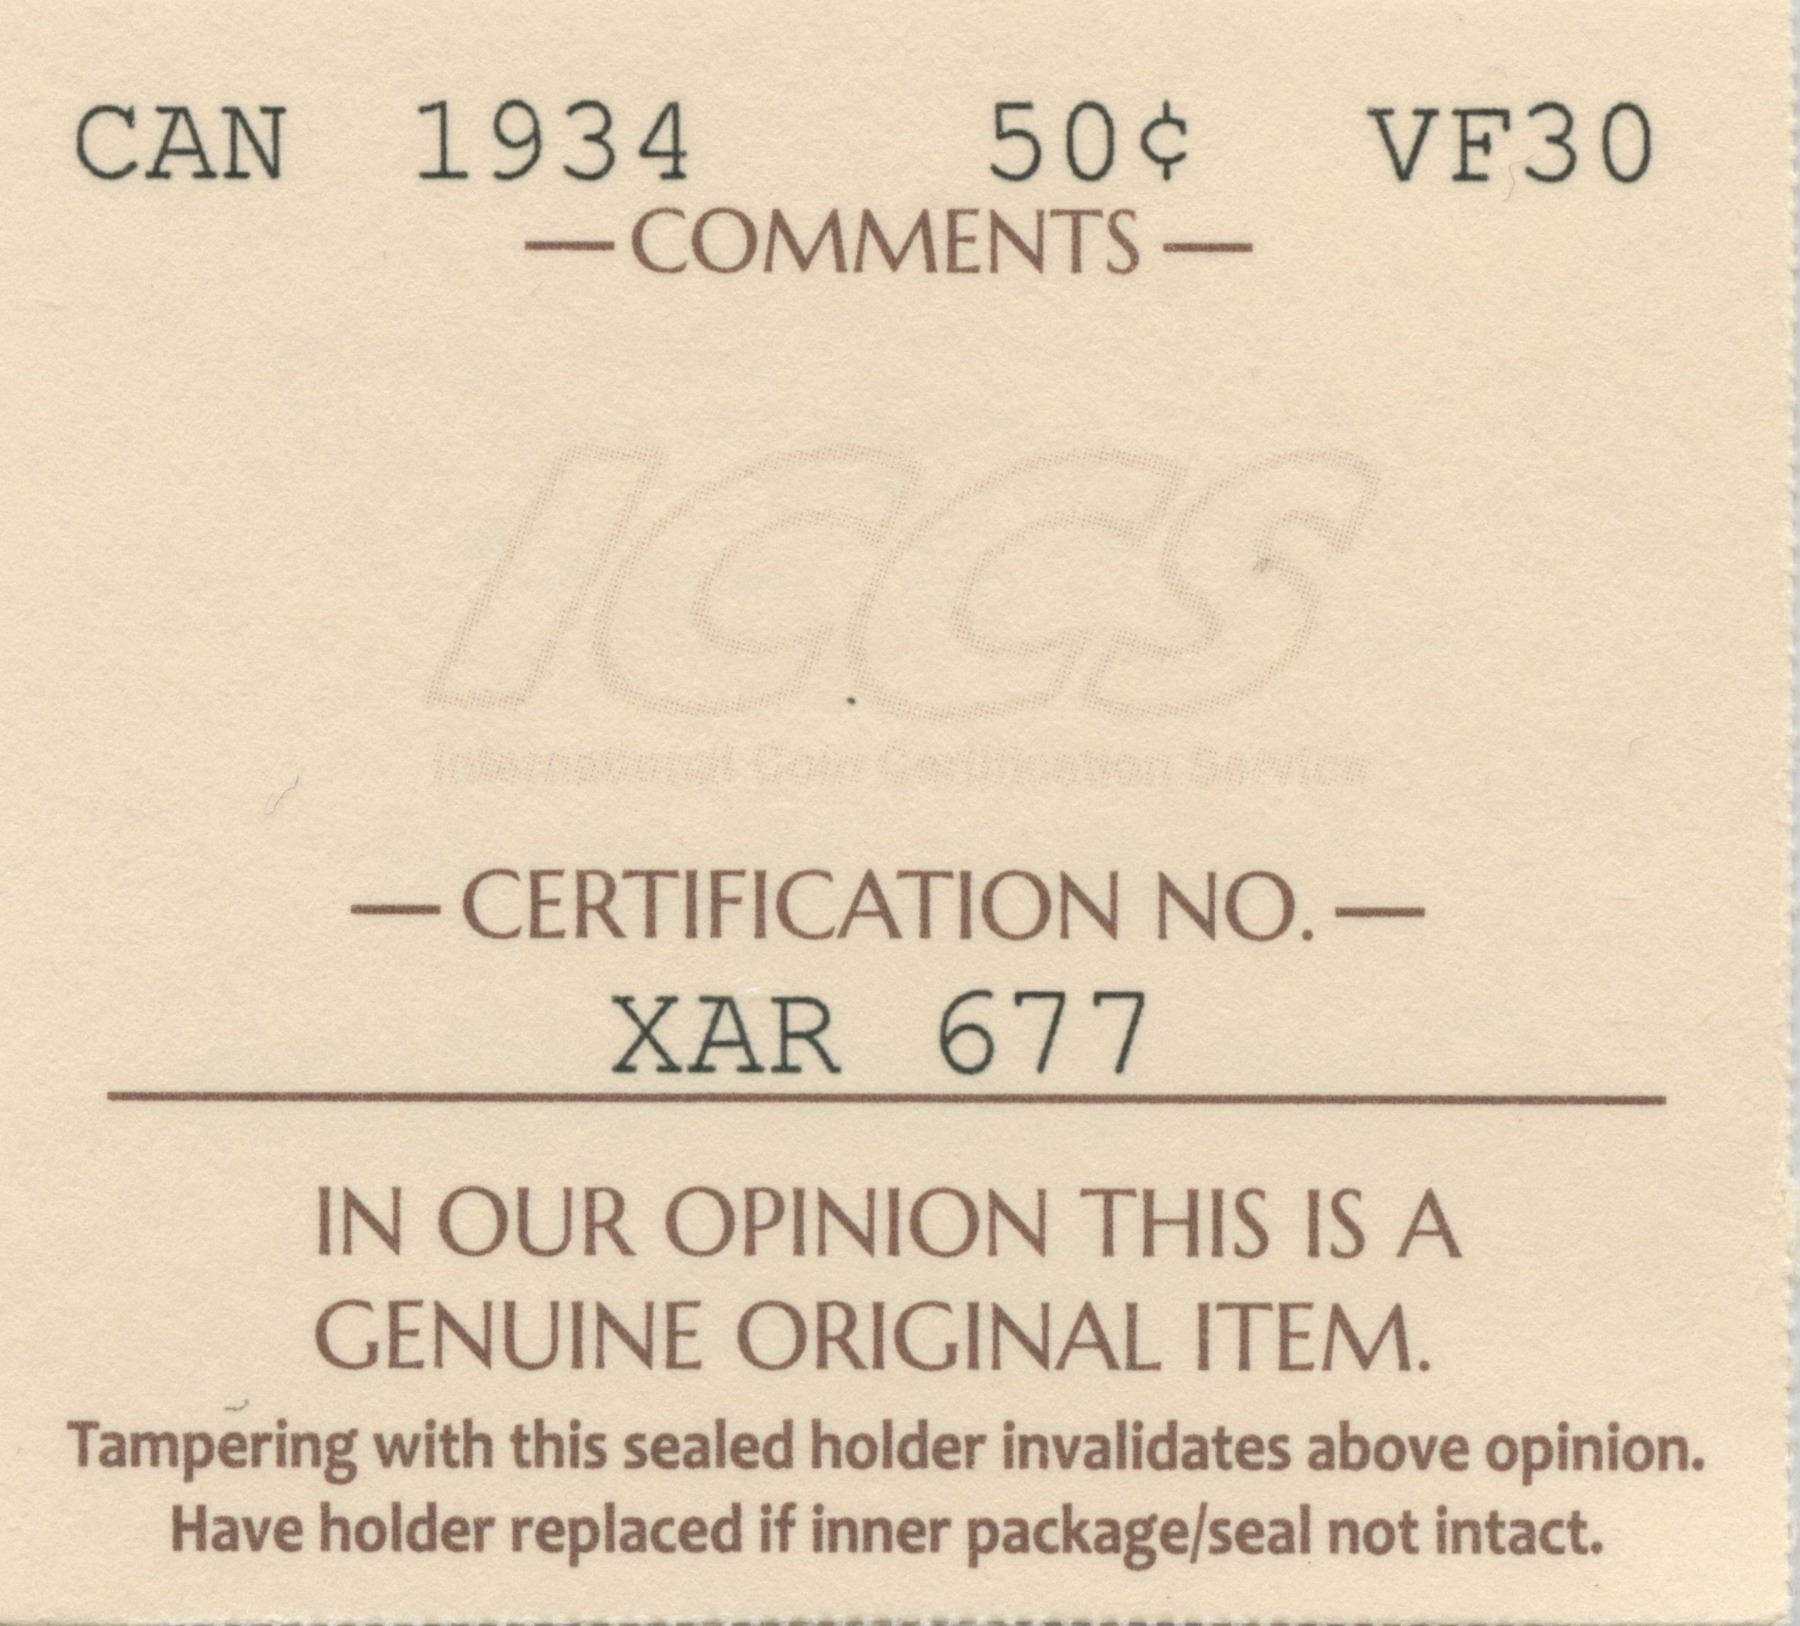 CAN 1934 50¢ VF30
—COMMENTS—
ICCS
International Coin Certification Service
—CERTIFICATION NO.—
XAR 677
IN OUR OPINION THIS IS A
GENUINE ORIGINAL ITEM.
Tampering with this sealed holder invalidates above opinion.
Have holder replaced if inner package/seal not intact.